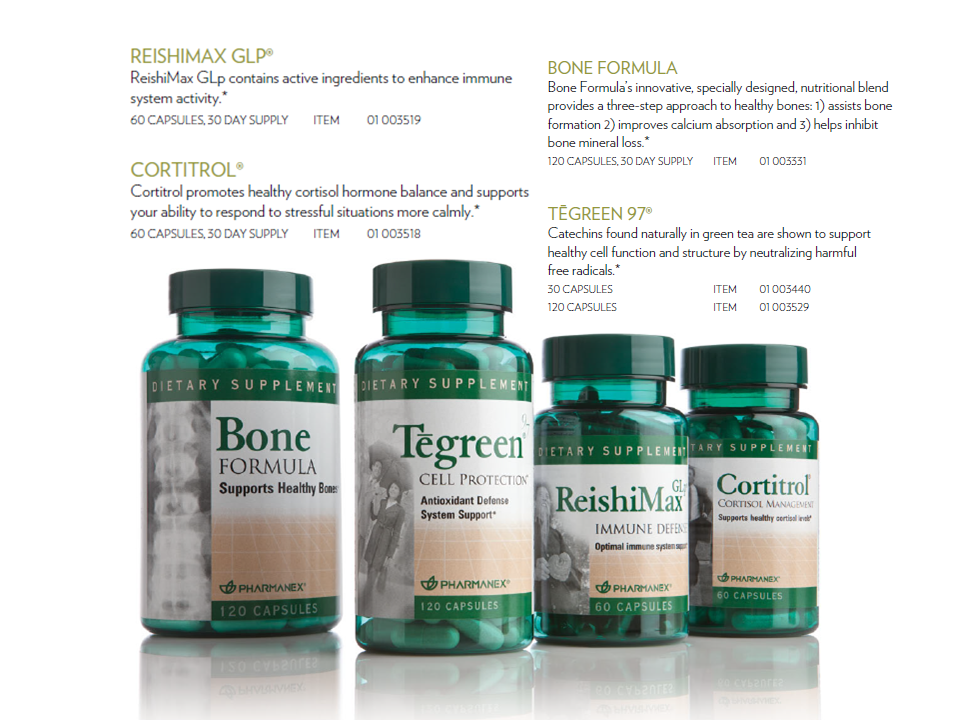 REISHIMAX GLP®
ReishiMax GLp contains active ingredients to enhance immune
system activity.*
60 CAPSULES, 30 DAY SUPPLY ITEM 01 003519
CORTITROL®
Cortitrol promotes healthy cortisol hormone balance and supports
your ability to respond to stressful situations more calmly.*
60 CAPSULES, 30 DAY SUPPLY ITEM 01 003518
BONE FORMULA
Bone Formula's innovative, specially designed, nutritional blend
provides a three-step approach to healthy bones: 1) assists bone
formation 2) improves calcium absorption and 3) helps inhibit
bone mineral loss.*
120 CAPSULES, 30 DAY SUPPLY ITEM 01 003331
TĒGREEN 97®
Catechins found naturally in green tea are shown to support
healthy cell function and structure by neutralizing harmful
free radicals.*
30 CAPSULES ITEM 01 003440
120 CAPSULES ITEM 01 003529
DIETARY SUPPLEMENT
Bone
FORMULA
Supports Healthy Bones
PHARMANEX®
120 CAPSULES
DIETARY SUPPLEMENT
Tēgreen®
CELL PROTECTION
Antioxidant Defense
System Support*
PHARMANEX®
120 CAPSULES
DIETARY SUPPLEMENT
ReishiMax GLp
IMMUNE DEFENS
Optimal immune system support
PHARMANEX®
60 CAPSULES
TARY SUPPLEMENT
Cortitrol®
CORTISOL MANAGEMENT
Supports healthy cortisol levels*
PHARMANEX®
60 CAPSULES